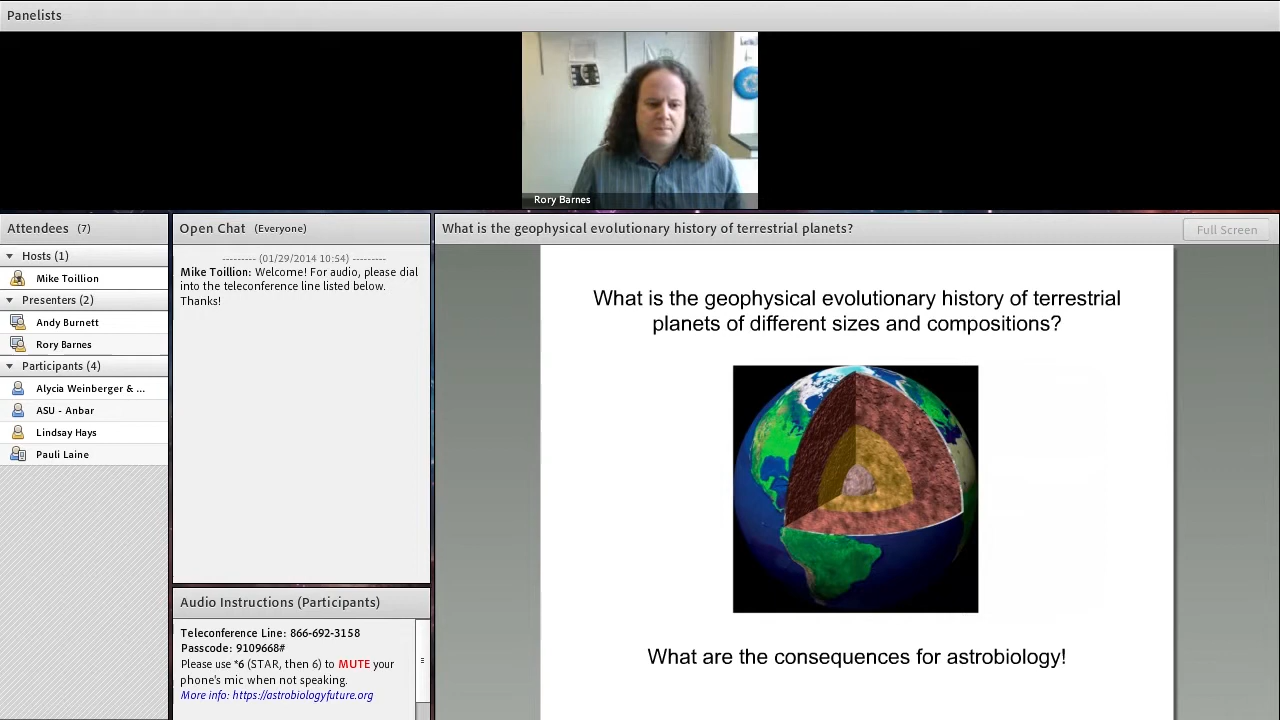 Panelists
Rory Barnes
Attendees (7)
Hosts (1)
Mike Toillion
Presenters (2)
Andy Burnett
Rory Barnes
Participants (4)
Alycia Weinberger & ...
ASU - Anbar
Lindsay Hays
Pauli Laine
Open Chat (Everyone)
--------- (01/29/2014 10:54) ---------
Mike Toillion: Welcome! For audio, please dial
into the teleconference line listed below.
Thanks!
Audio Instructions (Participants)
Teleconference Line: 866-692-3158
Passcode: 9109668#
Please use *6 (STAR, then 6) to MUTE your
phone's mic when not speaking.
More info: https://astrobiologyfuture.org
What is the geophysical evolutionary history of terrestrial planets?
Full Screen
What is the geophysical evolutionary history of terrestrial
planets of different sizes and compositions?
What are the consequences for astrobiology!